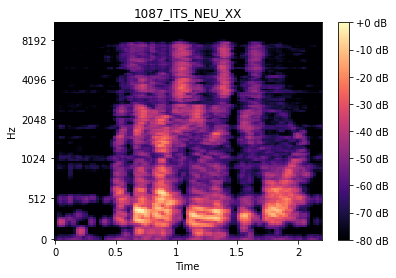 1087_ITS_NEU_XX
+0 dB
8192
-10 dB
4096
-20 dB
-30 dB
2048
Hz
-40 dB
1024
-50 dB
512
-60 dB
-70 dB
0
-80 dB
0
0.5
1
1.5
2
Time